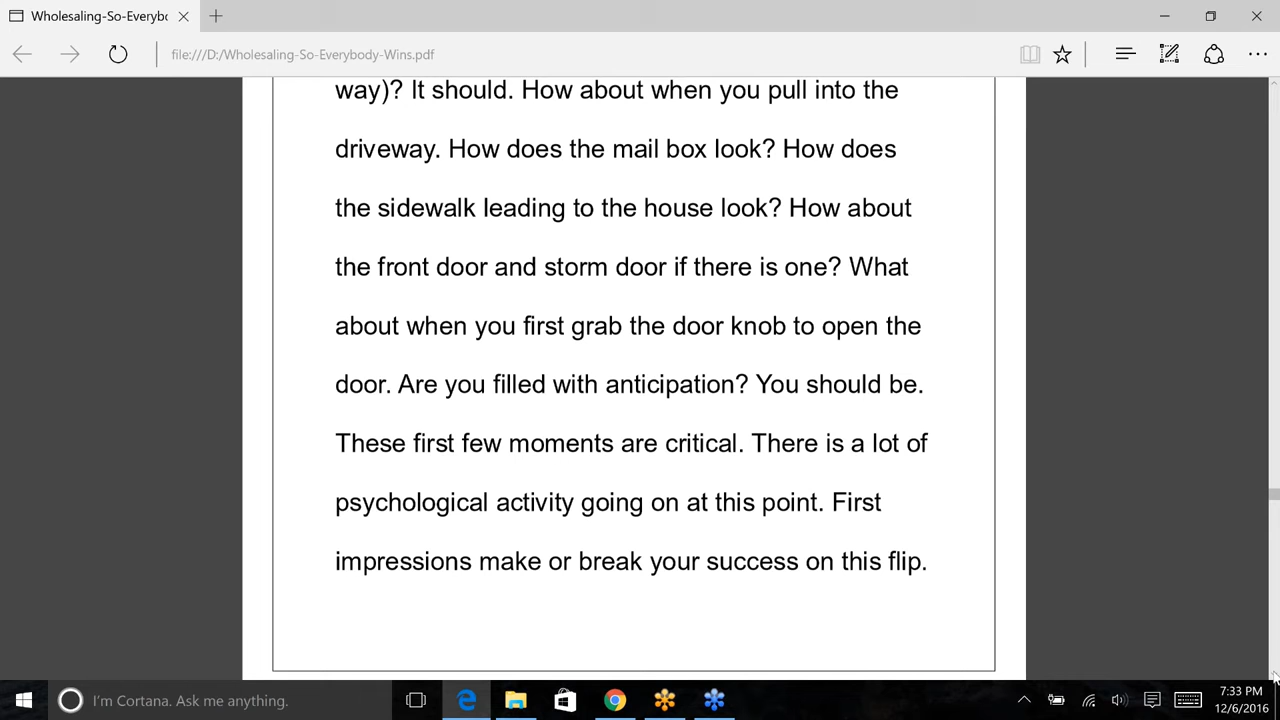 Wholesaling-So-Everybo
file:///D:/Wholesaling-So-Everybody-Wins.pdf
way)? It should. How about when you pull into the
driveway. How does the mail box look? How does
the sidewalk leading to the house look? How about
the front door and storm door if there is one? What
about when you first grab the door knob to open the
door. Are you filled with anticipation? You should be.
These first few moments are critical. There is a lot of
psychological activity going on at this point. First
impressions make or break your success on this flip.
I'm Cortana. Ask me anything.
7:33 PM
12/6/2016